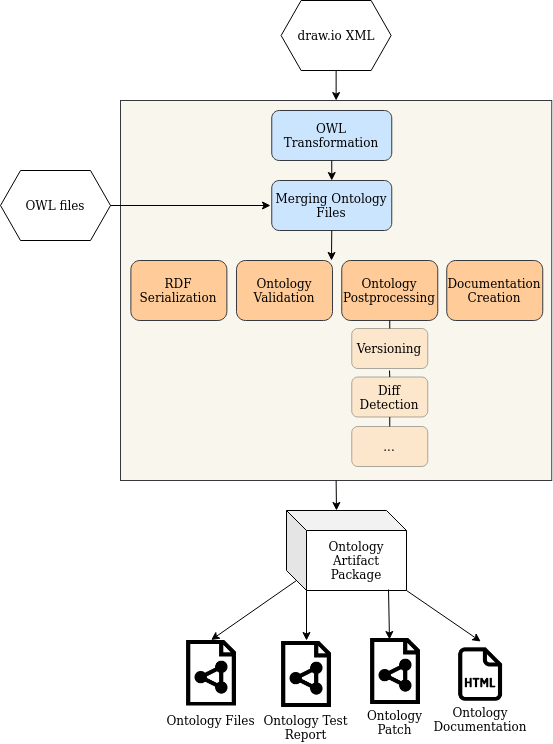 draw.io XML
OWL
Transformation
OWL files
Merging Ontology
Files
RDF
Serialization
Ontology
Validation
Ontology
Postprocessing
Documentation
Creation
Versioning
Diff
Detection
...
Ontology
Artifact
Package
HTML
Ontology Files
Ontology Test
Report
Ontology
Patch
Ontology
Documentation